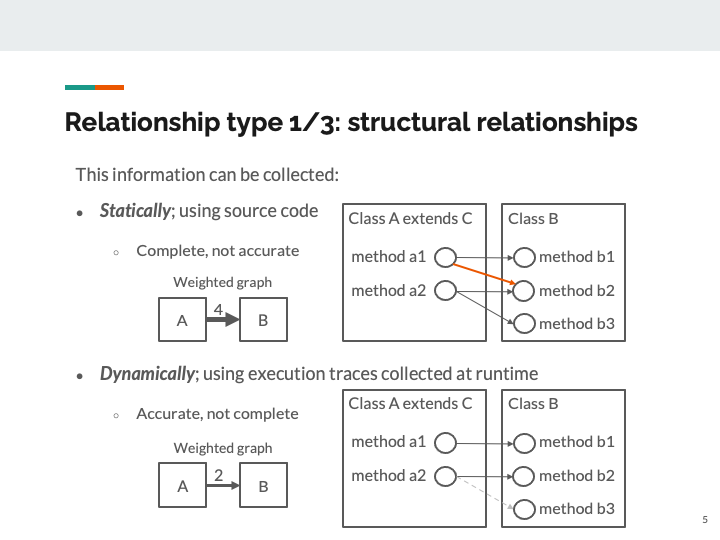 Relationship type 1/3: structural relationships
This information can be collected:
● Statically; using source code
○ Complete, not accurate
Weighted graph
A 4 B
Class A extends C
method a1
method a2
Class B
method b1
method b2
method b3
● Dynamically; using execution traces collected at runtime
○ Accurate, not complete
Weighted graph
A 2 B
Class A extends C
method a1
method a2
Class B
method b1
method b2
method b3
5